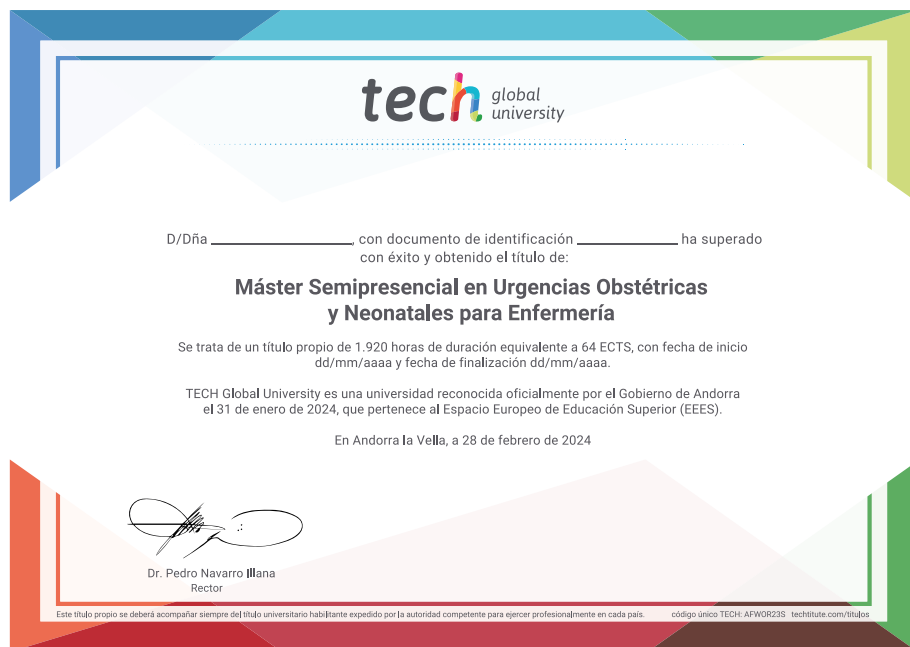 tech global university
D/Dña ____________________, con documento de identificación ______________ ha superado
con éxito y obtenido el título de:
Máster Semipresencial en Urgencias Obstétricas
y Neonatales para Enfermería
Se trata de un título propio de 1.920 horas de duración equivalente a 64 ECTS, con fecha de inicio
dd/mm/aaaa y fecha de finalización dd/mm/aaaa.
TECH Global University es una universidad reconocida oficialmente por el Gobierno de Andorra
el 31 de enero de 2024, que pertenece al Espacio Europeo de Educación Superior (EEES).
En Andorra la Vella, a 28 de febrero de 2024
Dr. Pedro Navarro Illana
Rector
Este título propio se deberá acompañar siempre del título universitario habilitante expedido por la autoridad competente para ejercer profesionalmente en cada país. código único TECH: AFWOR23S techtitute.com/titulos